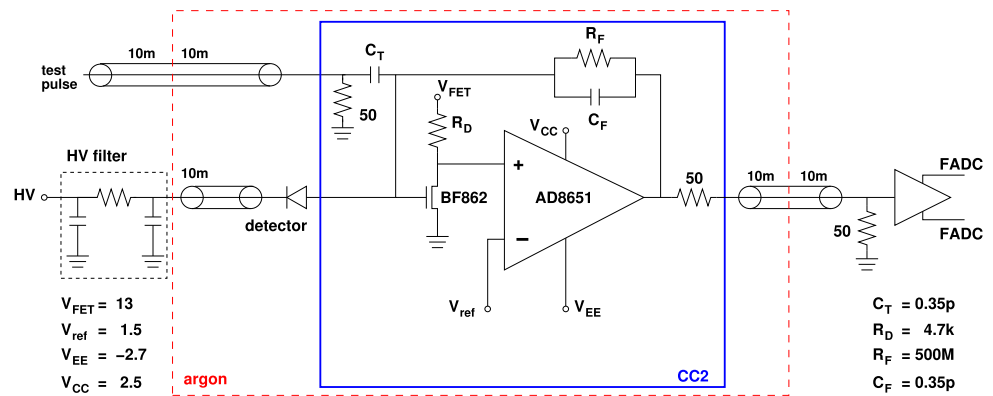 10m 10m
test
pulse
C_T
50
R_F
C_F
V_FET
R_D
V_CC
HV filter
HV
10m
detector
BF862
+
AD8651
−
50
10m 10m
50
FADC
FADC
V_ref
V_EE
V_FET = 13
V_ref = 1.5
V_EE = −2.7
V_CC = 2.5
argon
CC2
C_T = 0.35p
R_D = 4.7k
R_F = 500M
C_F = 0.35p